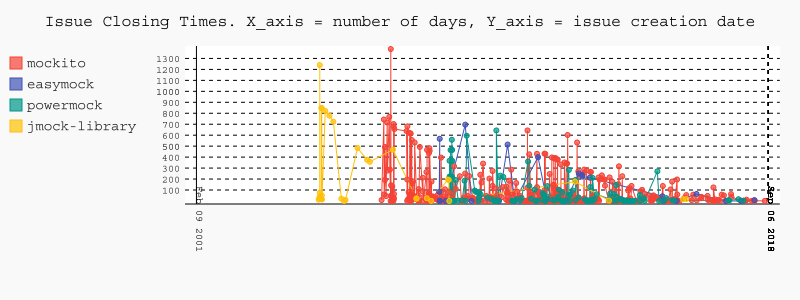 Issue Closing Times. X_axis = number of days, Y_axis = issue creation date
mockito
easymock
powermock
jmock-library
1300
1200
1100
1000
900
800
700
600
500
400
300
200
100
Feb 09 2001
Sep 06 2018